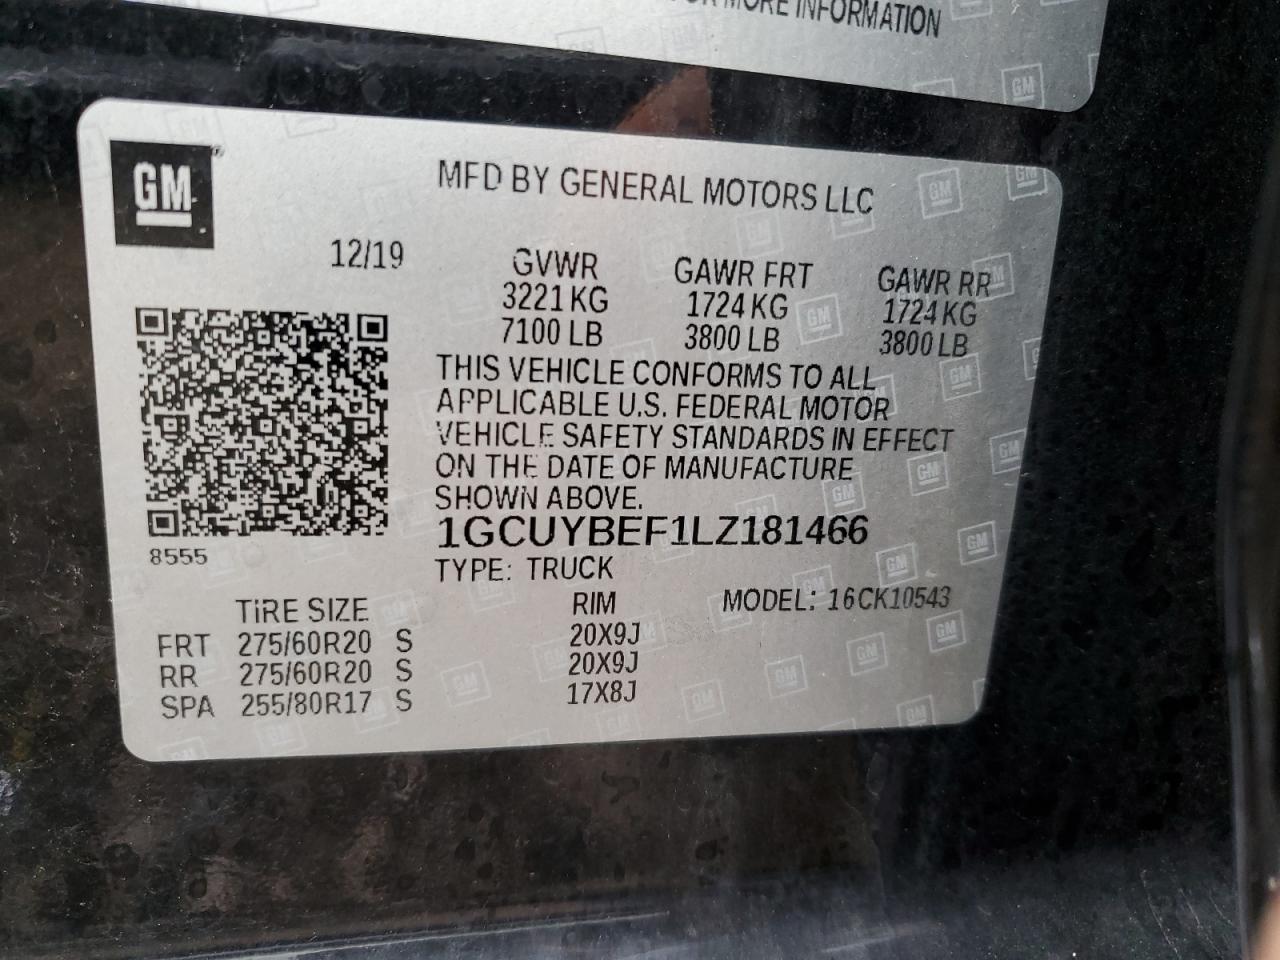 FOR MORE INFORMATION
GM
MFD BY GENERAL MOTORS LLC
12/19
GVWR GAWR FRT GAWR RR
3221 KG 1724 KG 1724 KG
7100 LB 3800 LB 3800 LB
THIS VEHICLE CONFORMS TO ALL
APPLICABLE U.S. FEDERAL MOTOR
VEHICLE SAFETY STANDARDS IN EFFECT
ON THE DATE OF MANUFACTURE
SHOWN ABOVE.
1GCUYBEF1LZ181466
8555
TYPE: TRUCK
TIRE SIZE RIM MODEL: 16CK10543
FRT 275/60R20 S 20X9J
RR 275/60R20 S 20X9J
SPA 255/80R17 S 17X8J